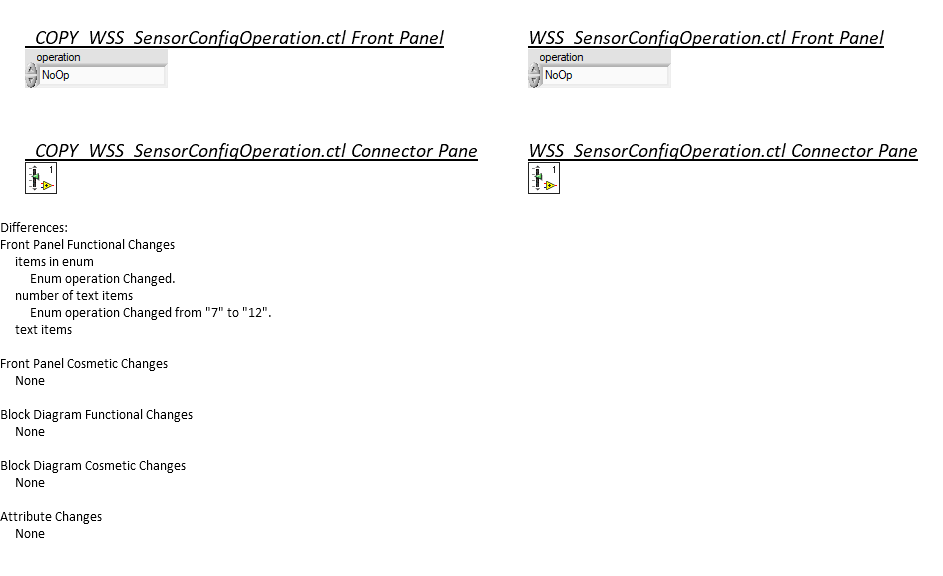 _COPY_WSS_SensorConfigOperation.ctl Front Panel
WSS_SensorConfigOperation.ctl Front Panel
operation
NoOp
operation
NoOp
_COPY_WSS_SensorConfigOperation.ctl Connector Pane
WSS_SensorConfigOperation.ctl Connector Pane
1
1
Differences:
Front Panel Functional Changes
items in enum
Enum operation Changed.
number of text items
Enum operation Changed from "7" to "12".
text items
Front Panel Cosmetic Changes
None
Block Diagram Functional Changes
None
Block Diagram Cosmetic Changes
None
Attribute Changes
None